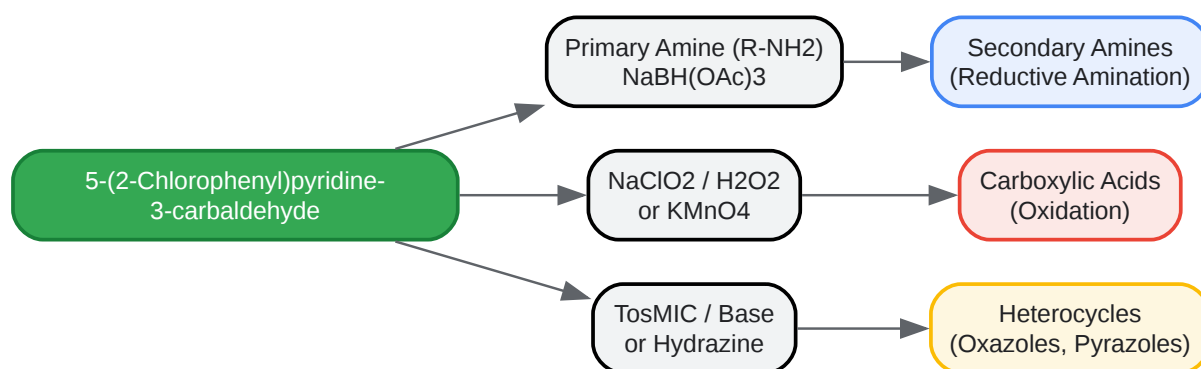 Primary Amine (R-NH2)
NaBH(OAc)3
Secondary Amines
(Reductive Amination)
5-(2-Chlorophenyl)pyridine-
3-carbaldehyde
NaClO2 / H2O2
or KMnO4
Carboxylic Acids
(Oxidation)
TosMIC / Base
or Hydrazine
Heterocycles
(Oxazoles, Pyrazoles)